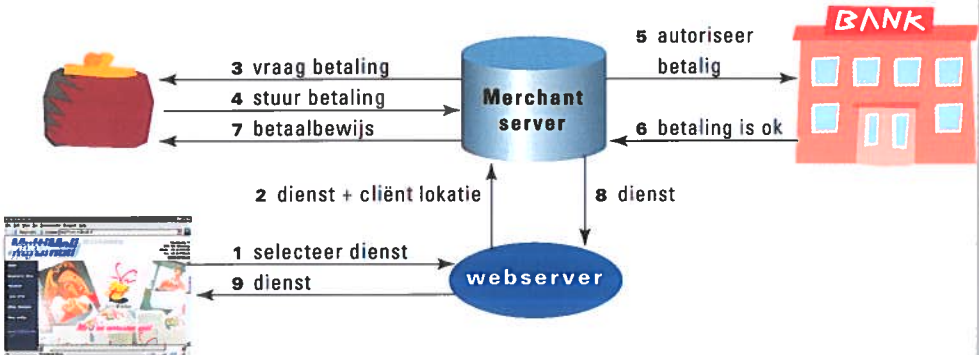 BANK
5 autoriseer
betalig
3 vraag betaling
4 stuur betaling
7 betaalbewijs
Merchant
server
6 betaling is ok
2 dienst + cliënt lokatie
8 dienst
1 selecteer dienst
9 dienst
webserver